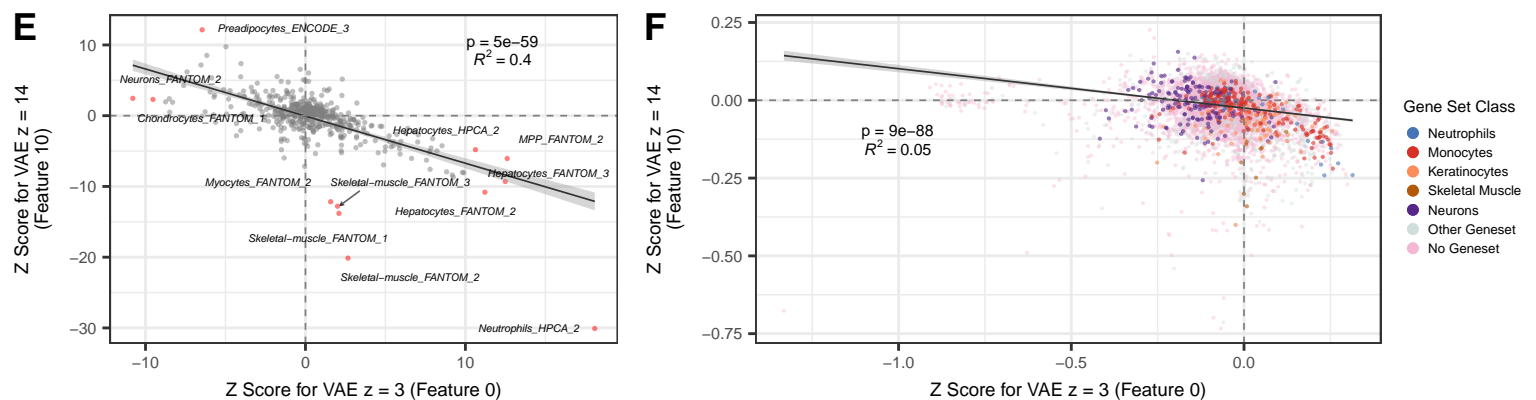 E
Z Score for VAE z = 14
(Feature 10)
10
0
−10
−20
−30
Preadipocytes_ENCODE_3
p = 5e−59
R² = 0.4
Neurons_FANTOM_2
Chondrocytes_FANTOM_1
Hepatocytes_HPCA_2
MPP_FANTOM_2
Hepatocytes_FANTOM_3
Myocytes_FANTOM_2
Skeletal−muscle_FANTOM_3
Hepatocytes_FANTOM_2
Skeletal−muscle_FANTOM_1
Skeletal−muscle_FANTOM_2
Neutrophils_HPCA_2
−10
0
10
Z Score for VAE z = 3 (Feature 0)
F
Z Score for VAE z = 14
(Feature 10)
0.25
0.00
−0.25
−0.50
−0.75
p = 9e−88
R² = 0.05
−1.0
−0.5
0.0
Z Score for VAE z = 3 (Feature 0)
Gene Set Class
Neutrophils
Monocytes
Keratinocytes
Skeletal Muscle
Neurons
Other Geneset
No Geneset